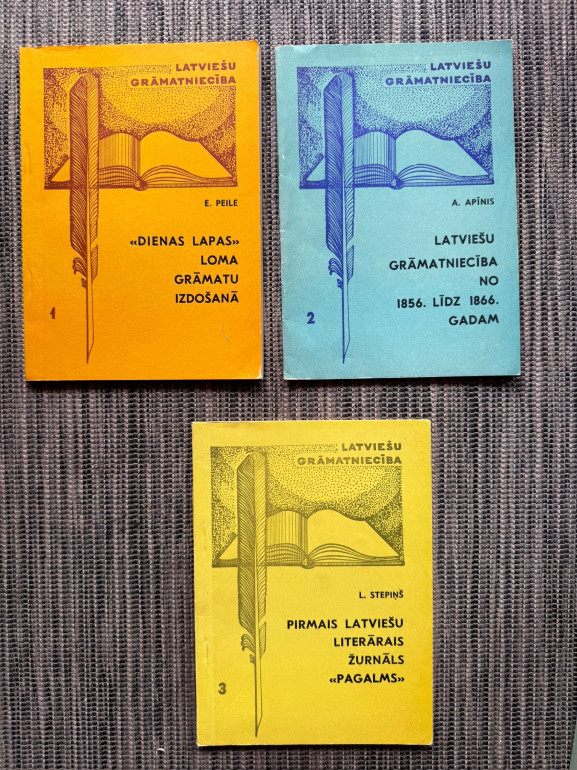 LATVIEŠU
GRĀMATNIECĪBA
E. PEILE
«DIENAS LAPAS»
LOMA
GRĀMATU
IZDOŠANĀ
1
LATVIEŠU
GRĀMATNIECĪBA
A. APĪNIS
LATVIEŠU
GRĀMATNIECĪBA
NO
1856. LĪDZ 1866.
GADAM
2
LATVIEŠU
GRĀMATNIECĪBA
L. STEPIŅŠ
PIRMAIS LATVIEŠU
LITERĀRAIS
ŽURNĀLS
«PAGALMS»
3